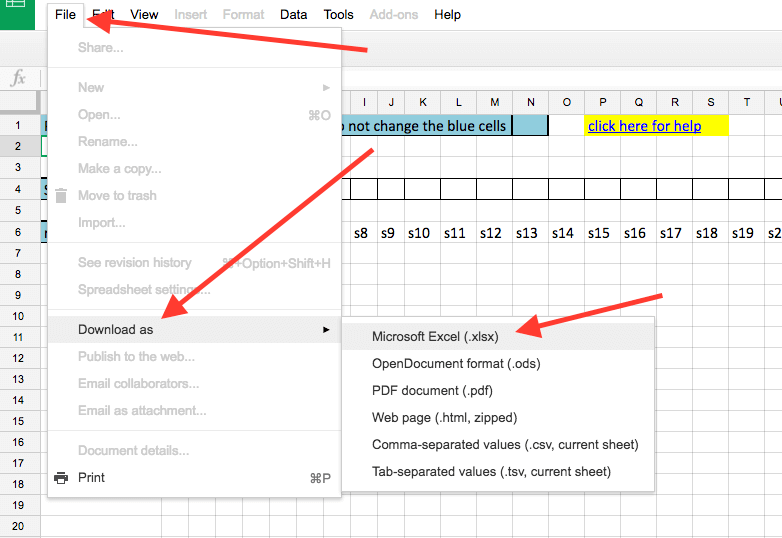 File Edit View Insert Format Data Tools Add-ons Help
Share...
fx
New
I J K L M N O P Q R S T
Open... ⌘O
1 not change the blue cells click here for help
Rename...
2
Make a copy...
3
4
Move to trash
5
Import...
6 s8 s9 s10 s11 s12 s13 s14 s15 s16 s17 s18 s19
7
See revision history ⌘+Option+Shift+H
8
Spreadsheet settings...
9
10
Download as
11
Microsoft Excel (.xlsx)
Publish to the web...
12
OpenDocument format (.ods)
Email collaborators...
13
PDF document (.pdf)
Email as attachment...
14
Web page (.html, zipped)
15
Comma-separated values (.csv, current sheet)
16
Document details...
17
Tab-separated values (.tsv, current sheet)
Print ⌘P
18
19
20